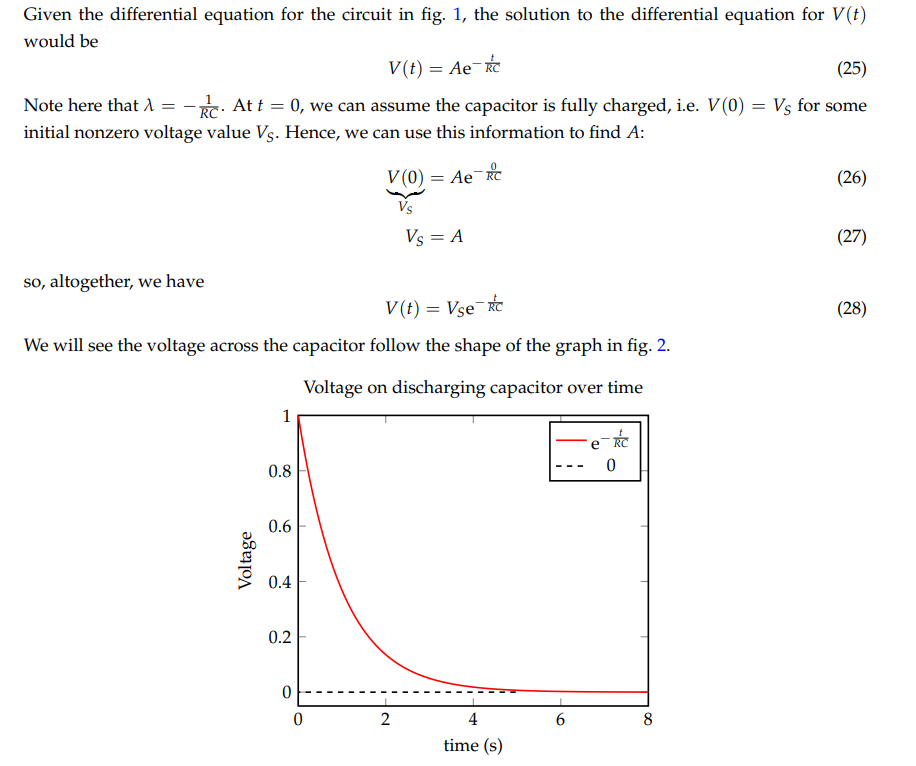 Given the differential equation for the circuit in fig. 1, the solution to the differential equation for V(t)
would be
V(t) = Ae^{-\frac{t}{RC}} (25)
Note here that λ = −\frac{1}{RC}. At t = 0, we can assume the capacitor is fully charged, i.e. V(0) = V_S for some
initial nonzero voltage value V_S. Hence, we can use this information to find A:
\underbrace{V(0)}_{V_S} = Ae^{-\frac{0}{RC}} (26)
V_S = A (27)
so, altogether, we have
V(t) = V_S e^{-\frac{t}{RC}} (28)
We will see the voltage across the capacitor follow the shape of the graph in fig. 2.
Voltage on discharging capacitor over time
e^{-\frac{t}{RC}}
0
1
0.8
0.6
0.4
0.2
0
Voltage
0 2 4 6 8
time (s)